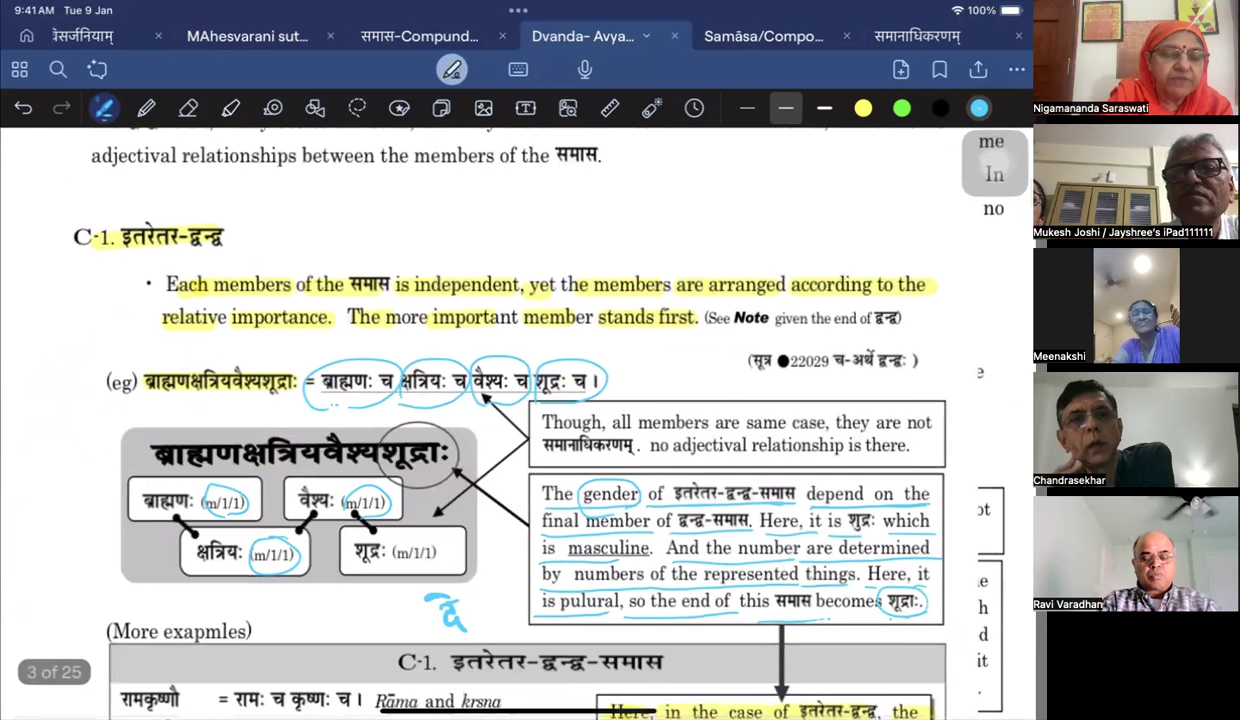 9:41 AM Tue 9 Jan
100%
वेसर्जनियाम्
MAhesvarani sut...
समास-Compund...
Dvanda- Avya...
Samāsa/Compo...
समानाधिकरणम्
adjectival relationships between the members of the समास.
me
In
no
C-1. इतरेतर-द्वन्द्व
• Each members of the समास is independent, yet the members are arranged according to the
relative importance. The more important member stands first. (See Note given the end of द्वन्द्व)
(सूत्र ●22029 च-अर्थे द्वन्द्वः )
(eg) ब्राह्मणक्षत्रियवैश्यशूद्राः = ब्राह्मणः च क्षत्रियः च वैश्यः च शूद्रः च ।
Though, all members are same case, they are not
समानाधिकरणम्. no adjectival relationship is there.
ब्राह्मणक्षत्रियवैश्यशूद्राः
ब्राह्मणः (m/1/1)
वैश्यः (m/1/1)
क्षत्रियः (m/1/1)
शूद्रः (m/1/1)
The gender of इतरेतर-द्वन्द्व-समास depend on the
final member of द्वन्द्व-समास. Here, it is शुद्रः which
is masculine. And the number are determined
by numbers of the represented things. Here, it
is pulural, so the end of this समास becomes शूद्राः.
(More exapmles)
3 of 25
C-1. इतरेतर-द्वन्द्व-समास
रामकृष्णौ = रामः च कृष्णः च । Rāma and krsna
Here, in the case of इतरेतर-द्वन्द्व, the
Nigamananda Saraswati
Mukesh Joshi / Jayshree's iPad111111
Meenakshi
Chandrasekhar
Ravi Varadhan